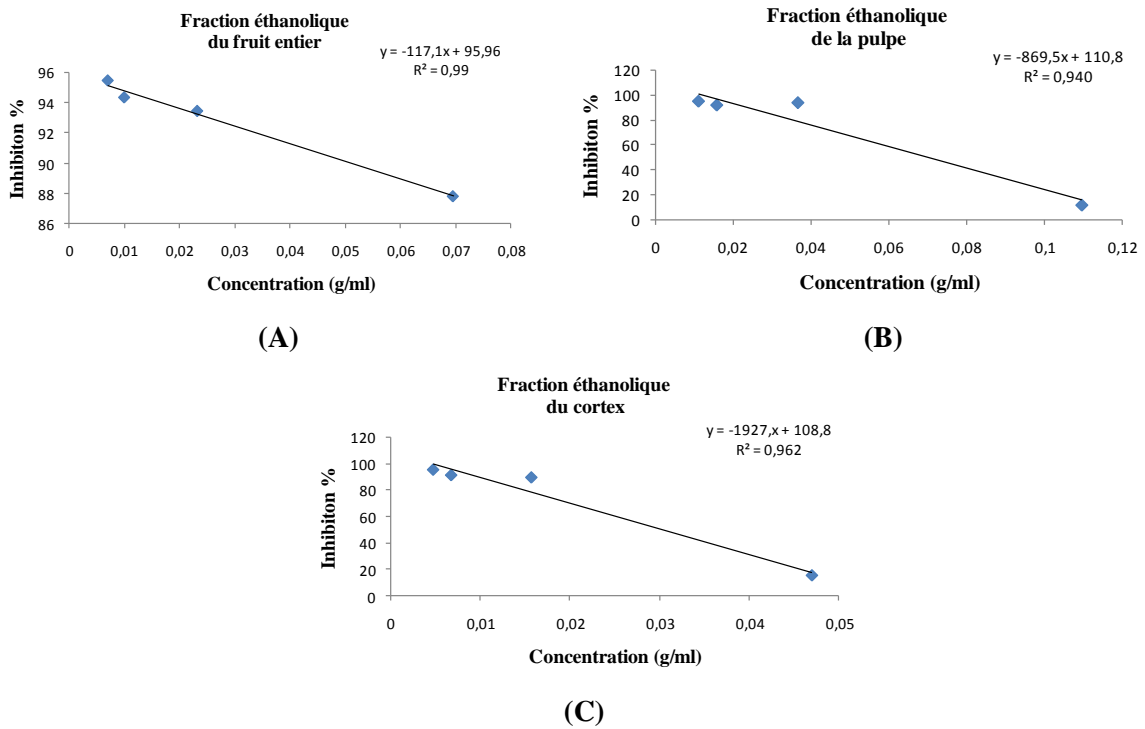 Fraction éthanolique
du fruit entier
y = -117,1x + 95,96
R² = 0,99
96
94
92
90
88
86
Inhibiton %
0 0,01 0,02 0,03 0,04 0,05 0,06 0,07 0,08
Concentration (g/ml)
(A)
Fraction éthanolique
de la pulpe
y = -869,5x + 110,8
R² = 0,940
120
100
80
60
40
20
0
Inhibiton %
0 0,02 0,04 0,06 0,08 0,1 0,12
Concentration (g/ml)
(B)
Fraction éthanolique
du cortex
y = -1927,x + 108,8
R² = 0,962
120
100
80
60
40
20
0
Inhibiton %
0 0,01 0,02 0,03 0,04 0,05
Concentration (g/ml)
(C)